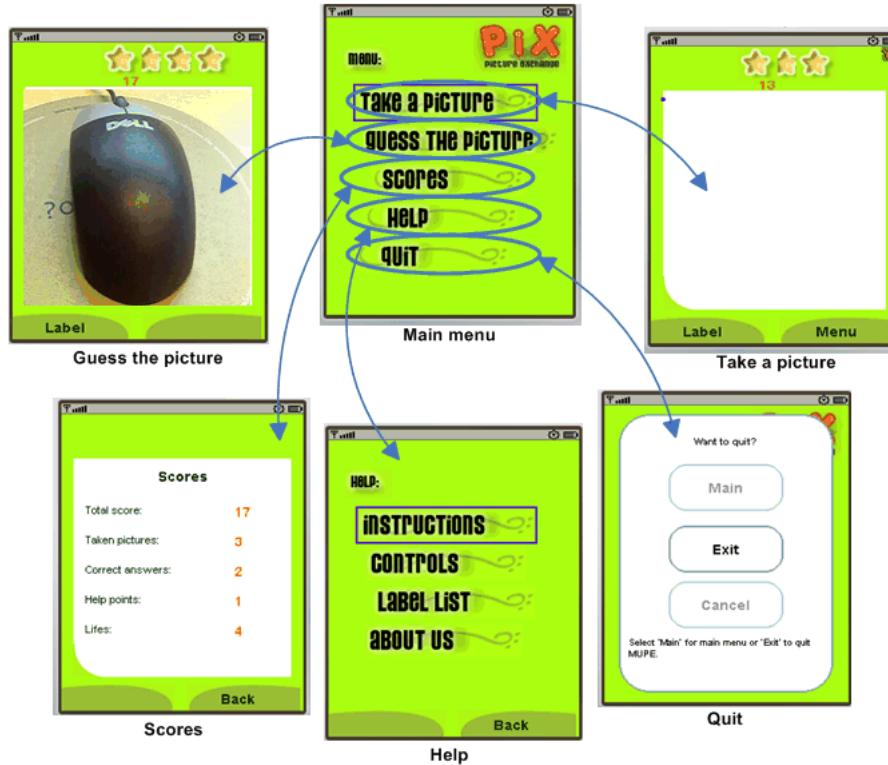 17
DELL
?
Label
Guess the picture
PiX
picture exchange
menu:
Take a picture
guess the picture
scores
Help
quit
Main menu
13
Label Menu
Take a picture
Scores
Total score: 17
Taken pictures: 3
Correct answers: 2
Help points: 1
Lifes: 4
Back
Scores
Help:
instructions
controls
Label list
about us
Back
Help
Want to quit?
Main
Exit
Cancel
Select 'Main' for main menu or 'Exit' to quit
MUPE.
Quit